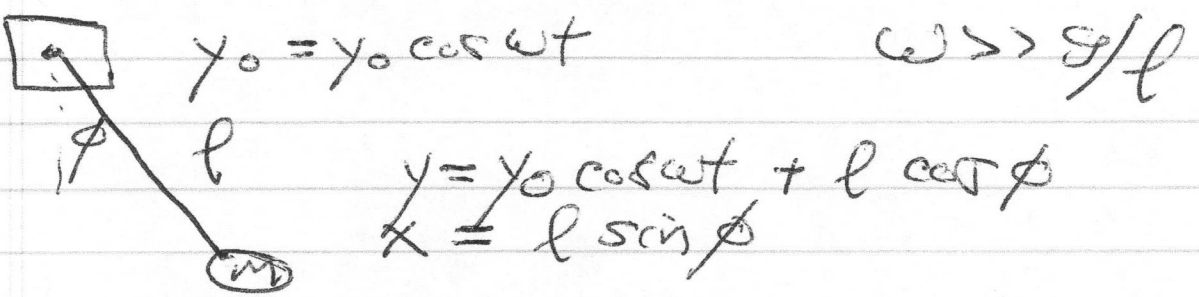 y₀ = y₀ cos ωt    ω >> g/l
φ l
y = y₀ cos ωt + l cos φ
x = l sin φ
m